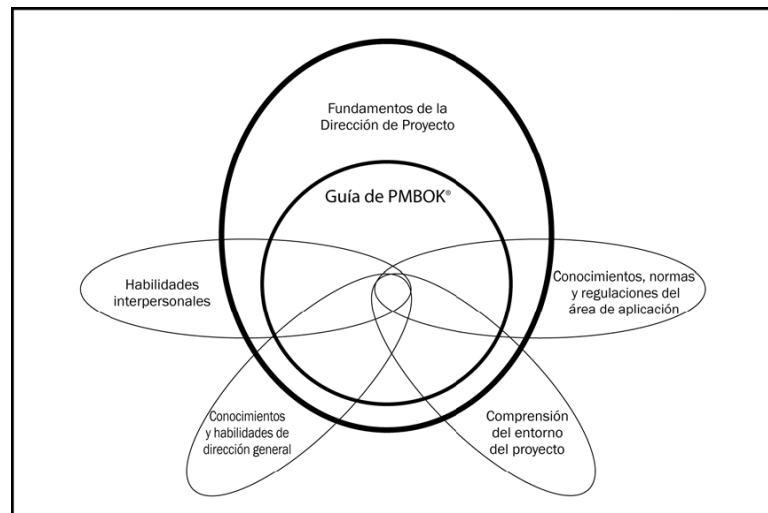 Fundamentos de la
Dirección de Proyecto
Guía de PMBOK®
Habilidades
interpersonales
Conocimientos, normas
y regulaciones del
área de aplicación
Conocimientos
y habilidades de
dirección general
Comprensión
del entorno
del proyecto